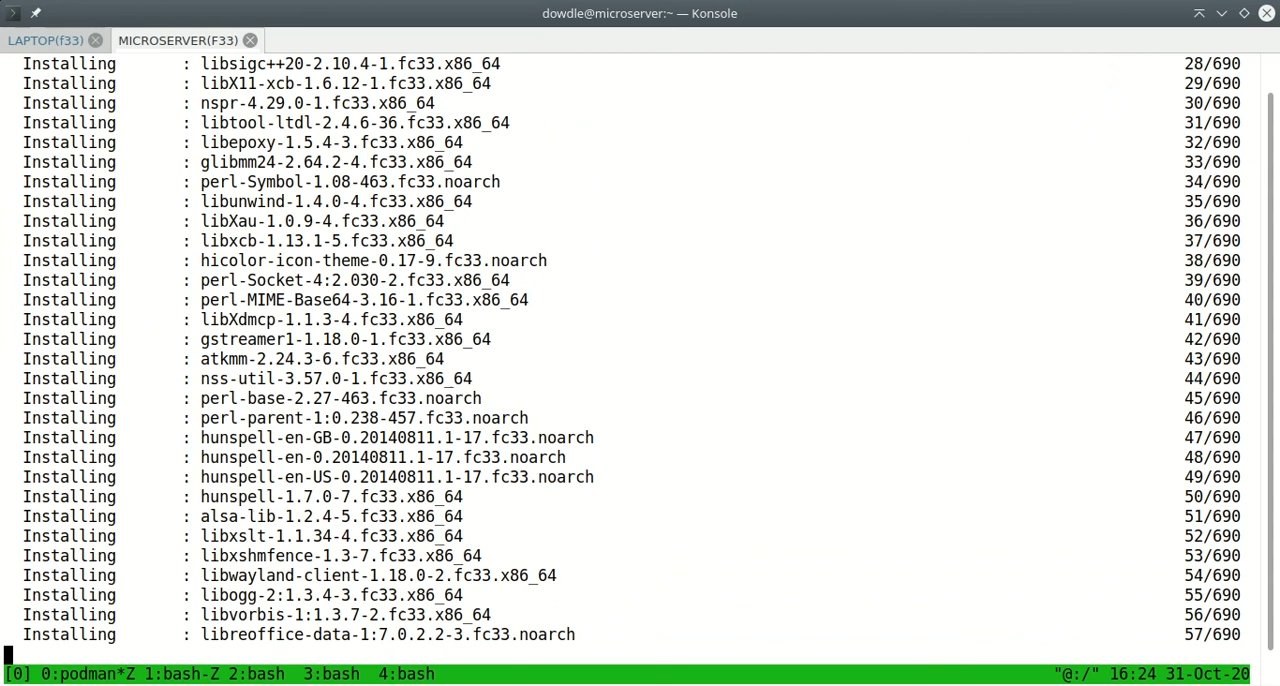 dowdle@microserver:~ — Konsole
LAPTOP(f33) MICROSERVER(F33)
Installing : libsigc++20-2.10.4-1.fc33.x86_64 28/690
Installing : libX11-xcb-1.6.12-1.fc33.x86_64 29/690
Installing : nspr-4.29.0-1.fc33.x86_64 30/690
Installing : libtool-ltdl-2.4.6-36.fc33.x86_64 31/690
Installing : libepoxy-1.5.4-3.fc33.x86_64 32/690
Installing : glibmm24-2.64.2-4.fc33.x86_64 33/690
Installing : perl-Symbol-1.08-463.fc33.noarch 34/690
Installing : libunwind-1.4.0-4.fc33.x86_64 35/690
Installing : libXau-1.0.9-4.fc33.x86_64 36/690
Installing : libxcb-1.13.1-5.fc33.x86_64 37/690
Installing : hicolor-icon-theme-0.17-9.fc33.noarch 38/690
Installing : perl-Socket-4:2.030-2.fc33.x86_64 39/690
Installing : perl-MIME-Base64-3.16-1.fc33.x86_64 40/690
Installing : libXdmcp-1.1.3-4.fc33.x86_64 41/690
Installing : gstreamer1-1.18.0-1.fc33.x86_64 42/690
Installing : atkmm-2.24.3-6.fc33.x86_64 43/690
Installing : nss-util-3.57.0-1.fc33.x86_64 44/690
Installing : perl-base-2.27-463.fc33.noarch 45/690
Installing : perl-parent-1:0.238-457.fc33.noarch 46/690
Installing : hunspell-en-GB-0.20140811.1-17.fc33.noarch 47/690
Installing : hunspell-en-0.20140811.1-17.fc33.noarch 48/690
Installing : hunspell-en-US-0.20140811.1-17.fc33.noarch 49/690
Installing : hunspell-1.7.0-7.fc33.x86_64 50/690
Installing : alsa-lib-1.2.4-5.fc33.x86_64 51/690
Installing : libxslt-1.1.34-4.fc33.x86_64 52/690
Installing : libxshmfence-1.3-7.fc33.x86_64 53/690
Installing : libwayland-client-1.18.0-2.fc33.x86_64 54/690
Installing : libogg-2:1.3.4-3.fc33.x86_64 55/690
Installing : libvorbis-1:1.3.7-2.fc33.x86_64 56/690
Installing : libreoffice-data-1:7.0.2.2-3.fc33.noarch 57/690
[0] 0:podman*Z 1:bash-Z 2:bash 3:bash 4:bash "@:/" 16:24 31-Oct-20